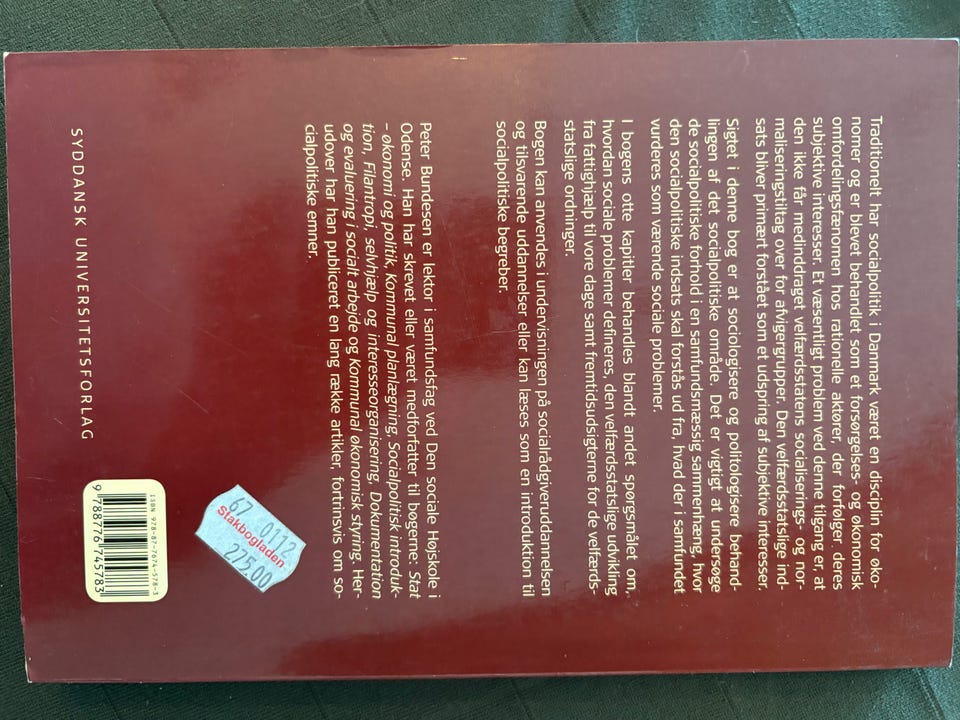 Traditionelt har socialpolitik i Danmark været en disciplin for øko-
nomer og er blevet behandlet som et forsørgelses- og økonomisk
omfordelingsfænomen hos rationelle aktører, der forfølger deres
subjektive interesser. Et væsentligt problem ved denne tilgang er, at
den ikke får meddinddraget velfærdsstatens socialiserings- og nor-
maliseringstiltag over for afvigergrupper. Den velfærdsstatslige ind-
sats bliver primært forstået som et udspring af subjektive interesser.
Sigtet i denne bog er at sociologisere og politologisere behand-
lingen af det socialpolitiske område. Det er vigtigt at undersøge
de socialpolitiske forhold i en samfundsmæssig sammenhæng, hvor
den socialpolitiske indsats skal forstås ud fra, hvad der i samfundet
vurderes som værende sociale problemer.
I bogens otte kapitler behandles blandt andet spørgsmålet om,
hvordan sociale problemer defineres, den velfærdsstatslige udvikling
fra fattighjælp til vore dage samt fremtidsudsigterne for de velfærds-
statslige ordninger.
Bogen kan anvendes i undervisningen på socialrådgiveruddannelsen
og tilsvarende uddannelser eller kan læses som en introduktion til
socialpolitiske begreber.
Peter Bundesen er lektor i samfundsfag ved Den sociale Højskole i
Odense. Han har skrevet eller været medforfatter til bøgerne: Stat
– økonomi og politik, Kommunal planlægning, Socialpolitisk introduk-
tion, Filantropi, selvhjælp og interesseorganisering, Dokumentation
og evaluering i socialt arbejde og Kommunal økonomisk styring. Her-
udover har han publiceret en lang række artikler, fortrinsvis om so-
cialpolitiske emner.
67 0112
Stakbogladen
275.00
SYDDANSK UNIVERSITETSFORLAG
ISBN 978-87-7674-578-3
9 788776 745783